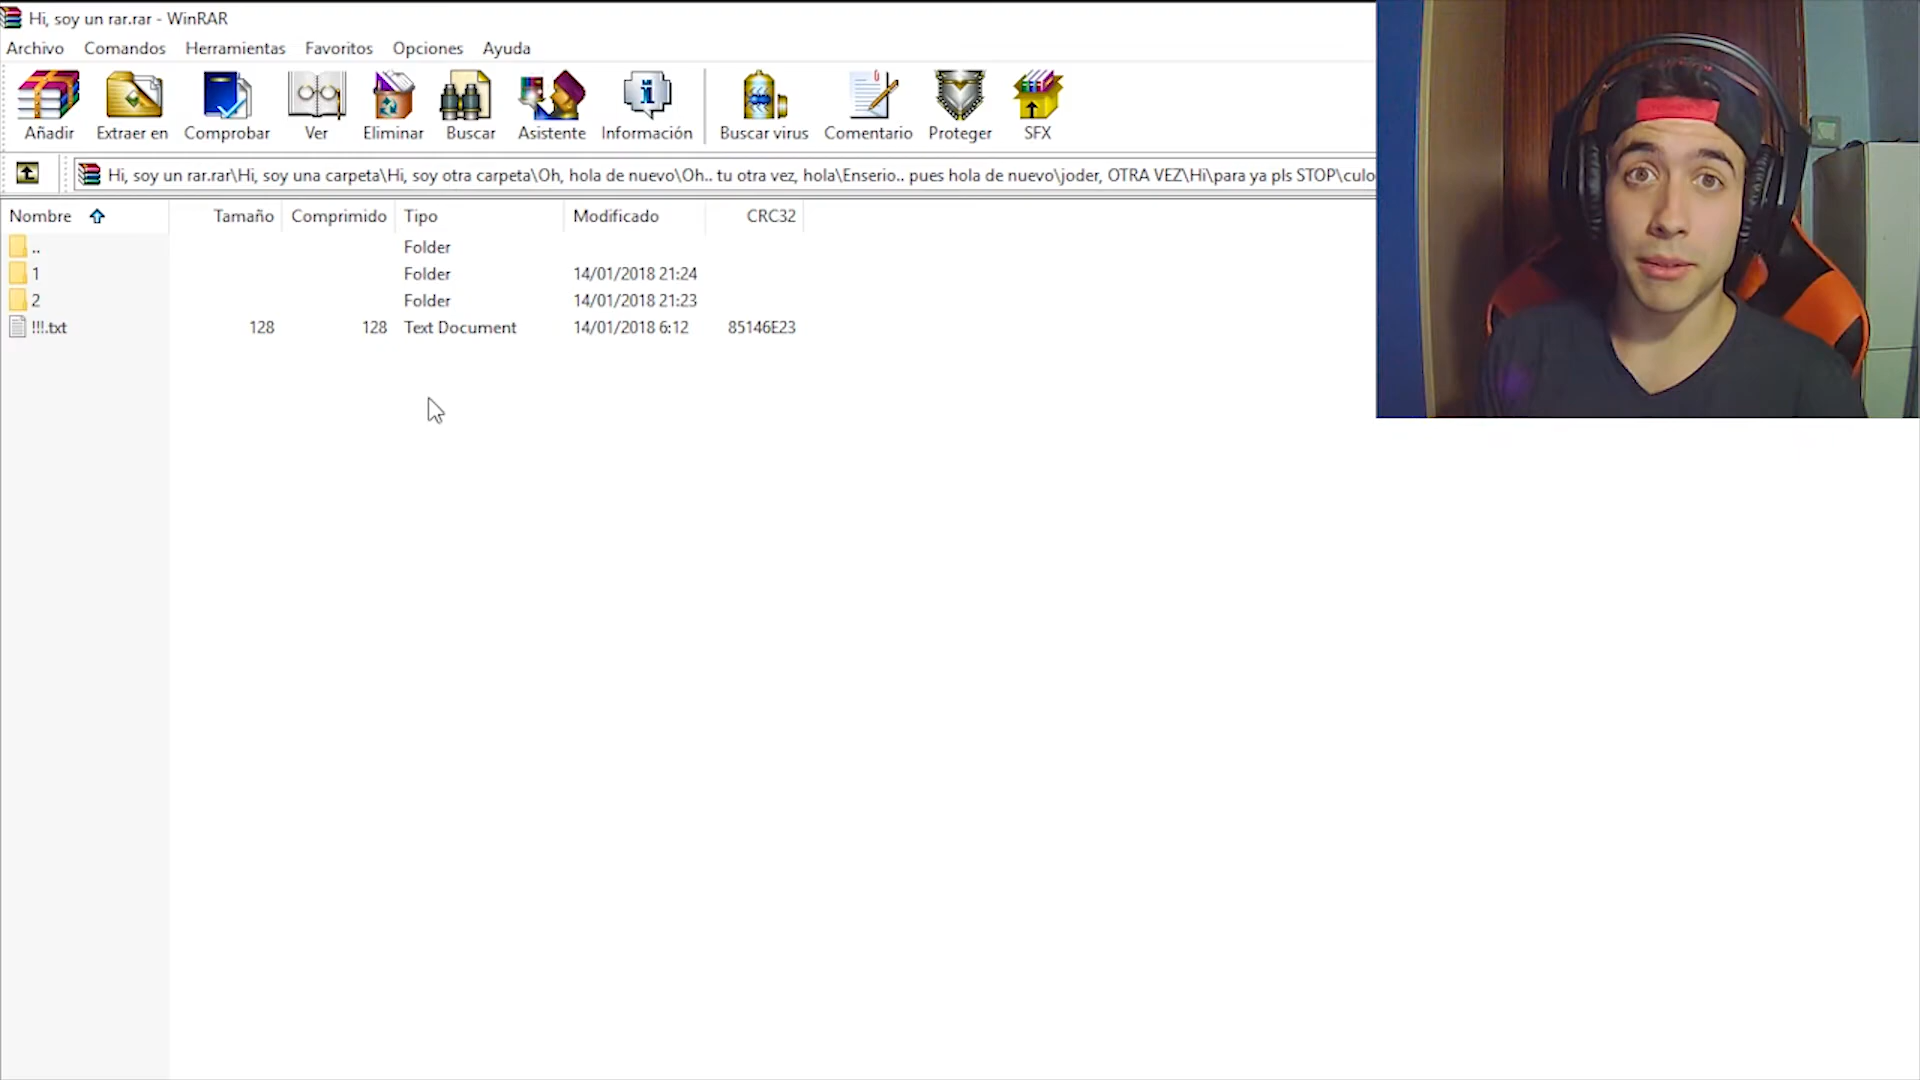 Hi, soy un rar.rar - WinRAR
Archivo Comandos Herramientas Favoritos Opciones Ayuda
Añadir Extraer en Comprobar Ver Eliminar Buscar Asistente Información Buscar virus Comentario Proteger SFX
Hi, soy un rar.rar\Hi, soy una carpeta\Hi, soy otra carpeta\Oh, hola de nuevo\Oh.. tu otra vez, hola\Enserio.. pues hola de nuevo\joder, OTRA VEZ\Hi\para ya pls STOP\culo
Nombre Tamaño Comprimido Tipo Modificado CRC32
.. Folder
1 Folder 14/01/2018 21:24
2 Folder 14/01/2018 21:23
!!!.txt 128 128 Text Document 14/01/2018 6:12 85146E23